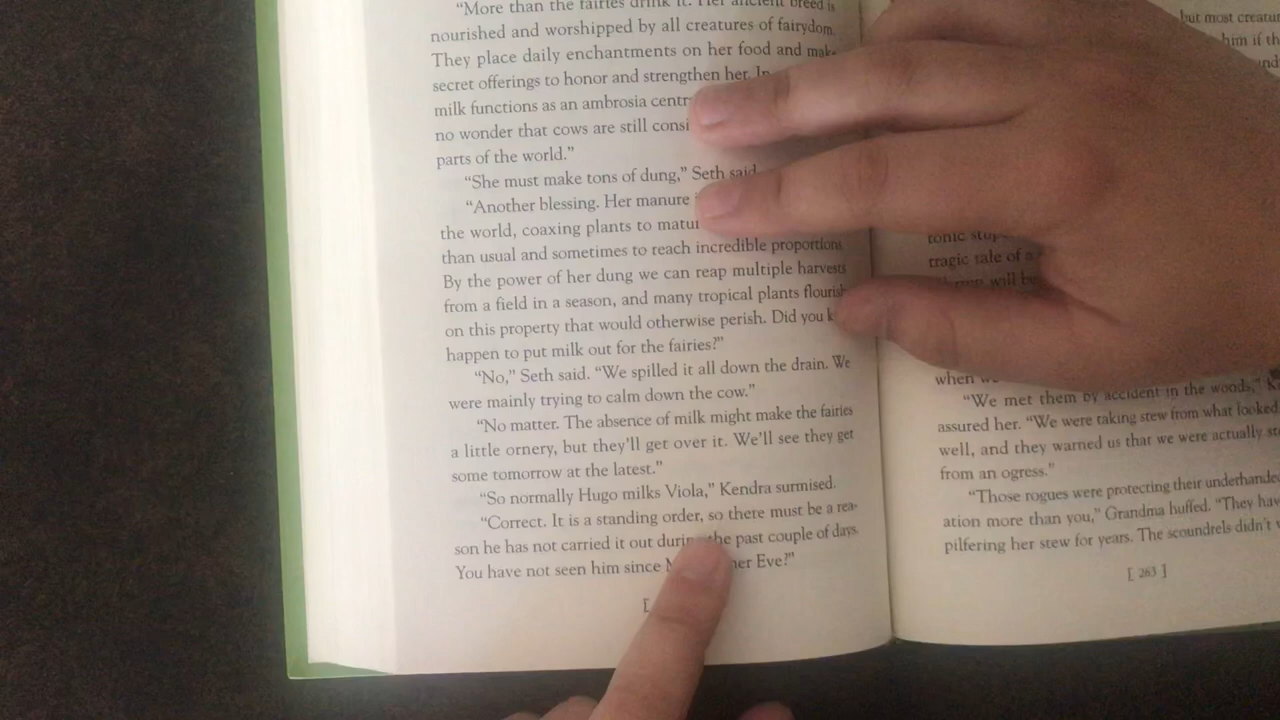 “More than the fairies drink it. Her ancient breed is
nourished and worshipped by all creatures of fairydom.
They place daily enchantments on her food and make
secret offerings to honor and strengthen her. In
milk functions as an ambrosia
no wonder that cows are still
parts of the world.”
“She must make tons of dung,” Seth said.
“Another blessing. Her manure
the world, coaxing plants to
than usual and sometimes to reach incredible proportions.
By the power of her dung we can reap multiple harvests
from a field in a season, and many tropical plants flourish
on this property that would otherwise perish. Did you
happen to put milk out for the fairies?”
“No,” Seth said. “We spilled it all down the drain. We
were mainly trying to calm down the cow.”
“No matter. The absence of milk might make the fairies
a little ornery, but they’ll get over it. We’ll see they get
some tomorrow at the latest.”
“So normally Hugo milks Viola,” Kendra surmised.
“Correct. It is a standing order, so there must be a rea-
son he has not carried it out during the past couple of days.
You have not seen him since Eve?”
[
but most
him if
tonic
tragic tale of a
will be
when
“We met them by accident in the woods,”
assured her. “We were taking stew from what looked
well, and they warned us that we were actually
from an ogress.”
“Those rogues were protecting their
ation more than you,” Grandma huffed. “They
pilfering her stew for years. The scoundrels didn’t
[ 263 ]